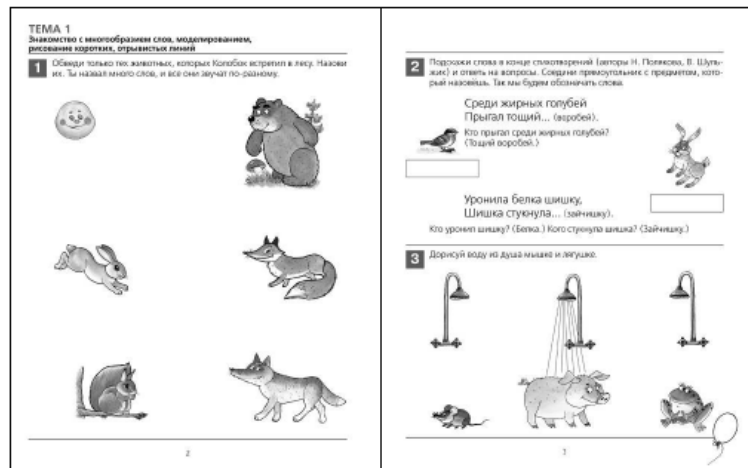 ТЕМА 1
Знакомство с многообразием слов, моделированием,
рисование коротких, отрывистых линий
1 Обведи только тех животных, которых Колобок встретил в лесу. Назови
их. Ты назвал много слов, и все они звучат по-разному.
2
2 Подскажи слова в конце стихотворений (авторы Н. Полякова, В. Шуль-
жик) и ответь на вопросы. Соедини прямоугольник с предметом, кото-
рый назовёшь. Так мы будем обозначать слова.
Среди жирных голубей
Прыгал тощий... (воробей).
Кто прыгал среди жирных голубей?
(Тощий воробей.)
Уронила белка шишку,
Шишка стукнула... (зайчишку).
Кто уронил шишку? (Белка.) Кого стукнула шишка? (Зайчишку.)
3 Дорисуй воду из душа мышке и лягушке.
3